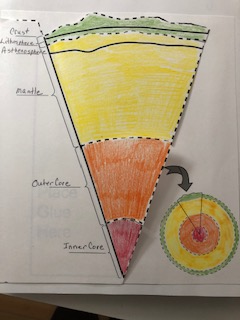 Crust
Lithosphere
Asthenosphere
Mantle
Outer Core
Inner Core